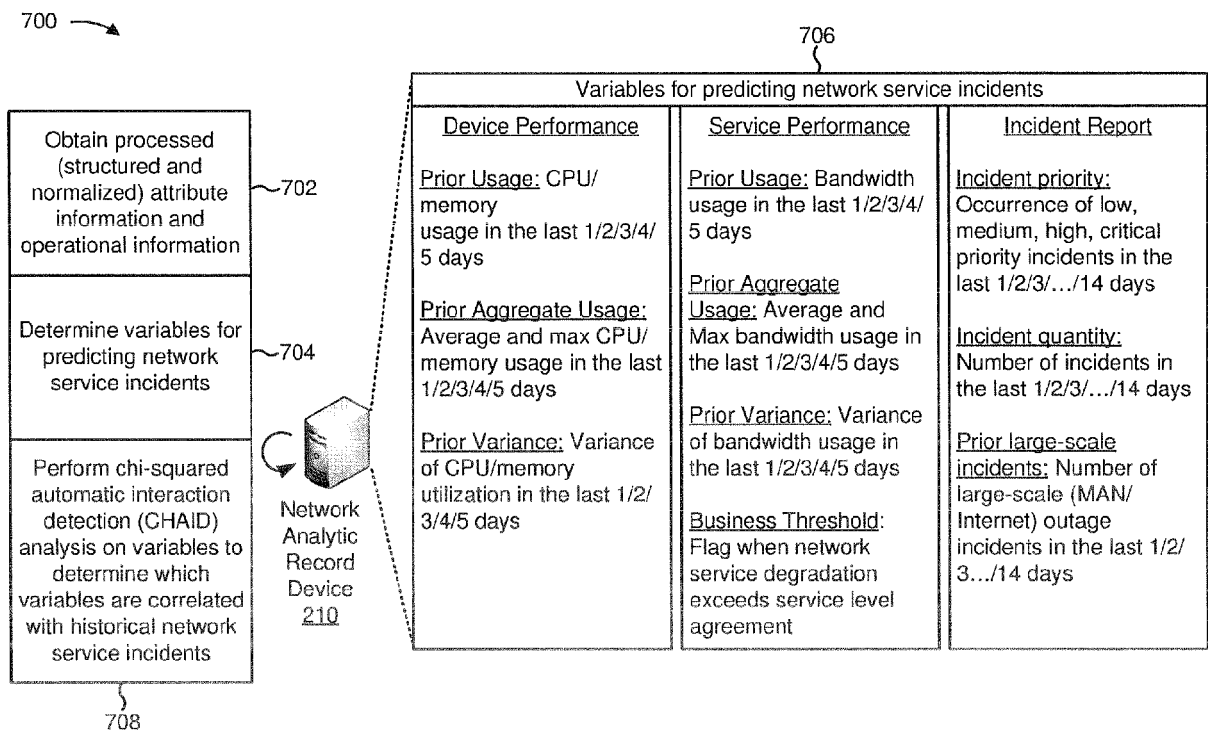 700
706
Obtain processed
(structured and
normalized) attribute
information and
operational information
702
Determine variables for
predicting network
service incidents
704
Perform chi-squared
automatic interaction
detection (CHAID)
analysis on variables to
determine which
variables are correlated
with historical network
service incidents
708
Network
Analytic
Record
Device
210
Variables for predicting network service incidents
Device Performance
Prior Usage: CPU/
memory
usage in the last 1/2/3/4/
5 days
Prior Aggregate Usage:
Average and max CPU/
memory usage in the last
1/2/3/4/5 days
Prior Variance: Variance
of CPU/memory
utilization in the last 1/2/
3/4/5 days
Service Performance
Prior Usage: Bandwidth
usage in the last 1/2/3/4/
5 days
Prior Aggregate
Usage: Average and
Max bandwidth usage in
the last 1/2/3/4/5 days
Prior Variance: Variance
of bandwidth usage in
the last 1/2/3/4/5 days
Business Threshold:
Flag when network
service degradation
exceeds service level
agreement
Incident Report
Incident priority:
Occurrence of low,
medium, high, critical
priority incidents in the
last 1/2/3/.../14 days
Incident quantity:
Number of incidents in
the last 1/2/3/.../14 days
Prior large-scale
incidents: Number of
large-scale (MAN/
Internet) outage
incidents in the last 1/2/
3.../14 days